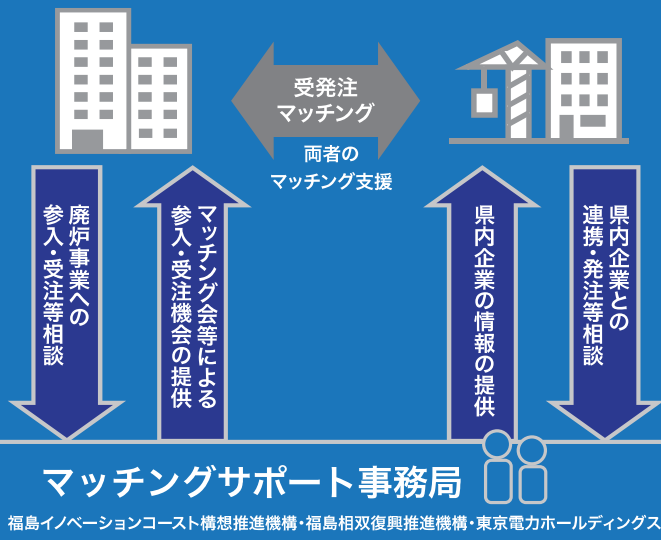 受発注
マッチング
両者の
マッチング支援
廃炉事業への
参入・受注等相談
マッチング会等による
参入・受注機会の提供
県内企業の情報の提供
県内企業との
連携・発注等相談
マッチングサポート事務局
福島イノベーションコースト構想推進機構・福島相双復興推進機構・東京電力ホールディングス